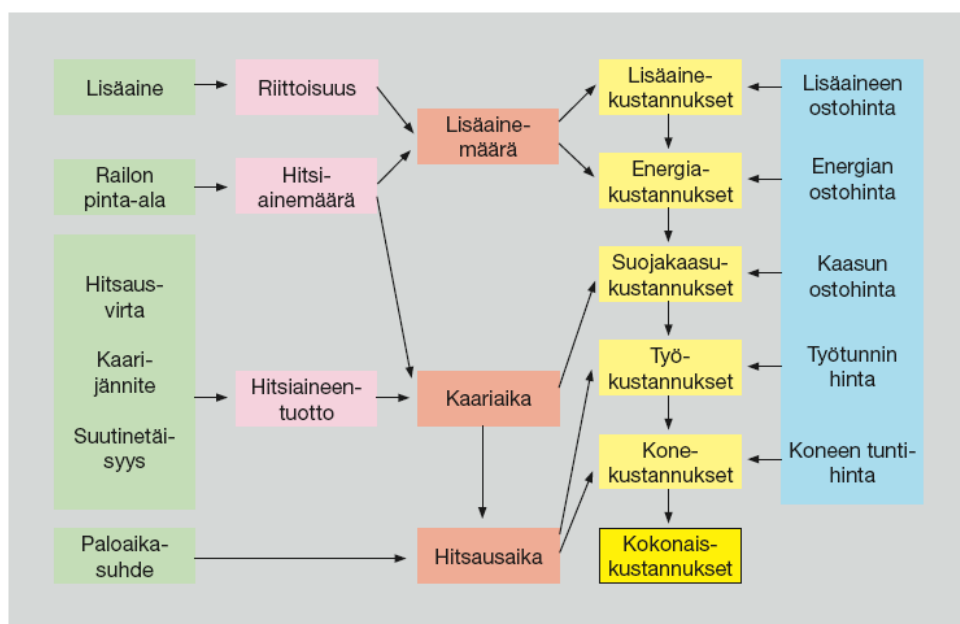 Lisäaine
Riittoisuus
Lisäaine-
määrä
Lisäaine-
kustannukset
Lisäaineen
ostohinta
Railon
pinta-ala
Hitsi-
ainemäärä
Energia-
kustannukset
Energian
ostohinta
Hitsaus-
virta
Kaari-
jännite
Suutinetäi-
syys
Hitsiaineen-
tuotto
Kaariaika
Suojakaasu-
kustannukset
Kaasun
ostohinta
Työ-
kustannukset
Työtunnin
hinta
Kone-
kustannukset
Koneen tunti-
hinta
Paloaika-
suhde
Hitsausaika
Kokonais-
kustannukset